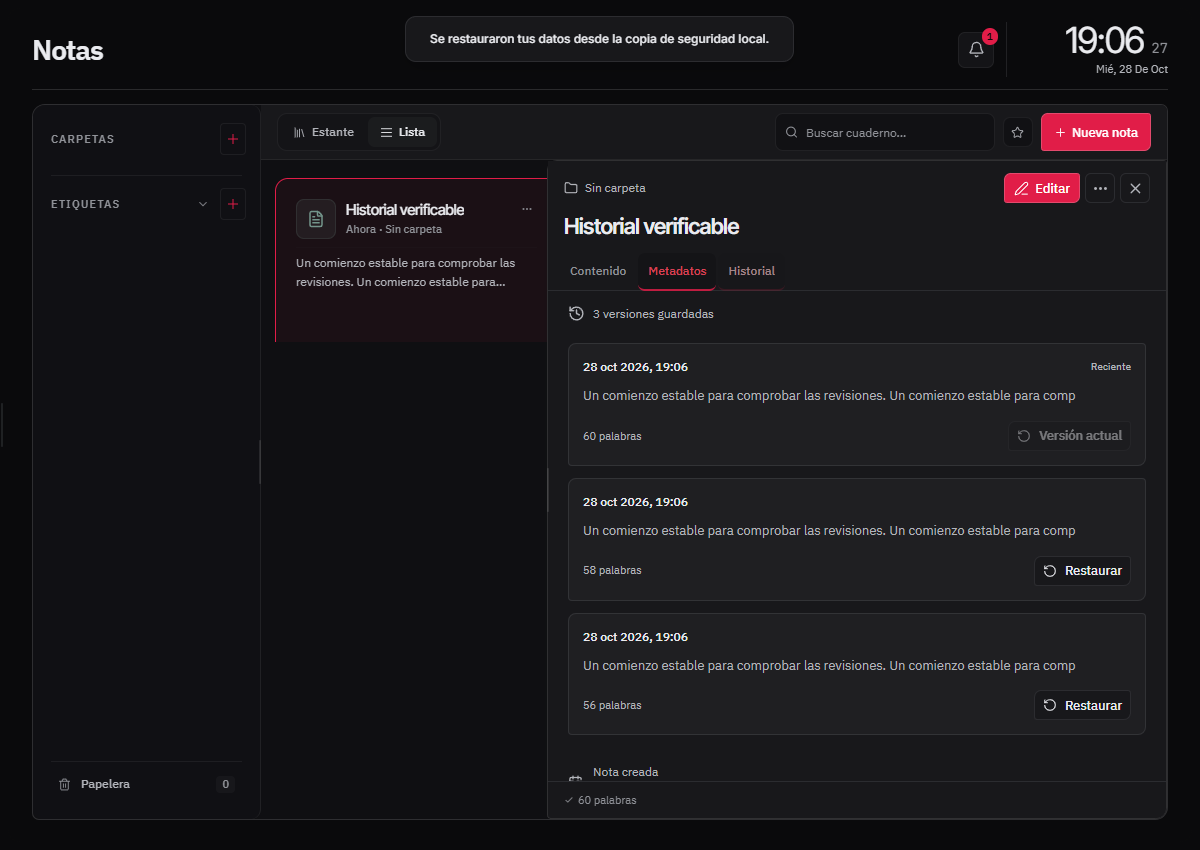 Notas
Se restauraron tus datos desde la copia de seguridad local.
1
19:06 27
Mié, 28 De Oct
CARPETAS
ETIQUETAS
Papelera 0
Estante
Lista
Buscar cuaderno...
Nueva nota
Historial verificable
Ahora · Sin carpeta
Un comienzo estable para comprobar las
revisiones. Un comienzo estable para...
Sin carpeta
Editar
Historial verificable
Contenido
Metadatos
Historial
3 versiones guardadas
28 oct 2026, 19:06
Reciente
Un comienzo estable para comprobar las revisiones. Un comienzo estable para comp
60 palabras
Versión actual
28 oct 2026, 19:06
Un comienzo estable para comprobar las revisiones. Un comienzo estable para comp
58 palabras
Restaurar
28 oct 2026, 19:06
Un comienzo estable para comprobar las revisiones. Un comienzo estable para comp
56 palabras
Restaurar
Nota creada
60 palabras